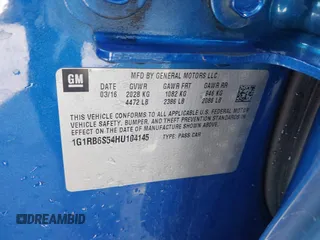 GM
MFD BY GENERAL MOTORS LLC
DATE GVWR GAWR FRT GAWR RR
03/16 2028 KG 1082 KG 946 KG
4472 LB 2386 LB 2086 LB
THIS VEHICLE CONFORMS TO ALL APPLICABLE U.S. FEDERAL MOTOR
VEHICLE SAFETY, BUMPER, AND THEFT PREVENTION STANDARDS
IN EFFECT ON THE DATE OF MANUFACTURE SHOWN ABOVE.
1G1RB6S54HU104145 TYPE: PASS CAR
DREAMBID